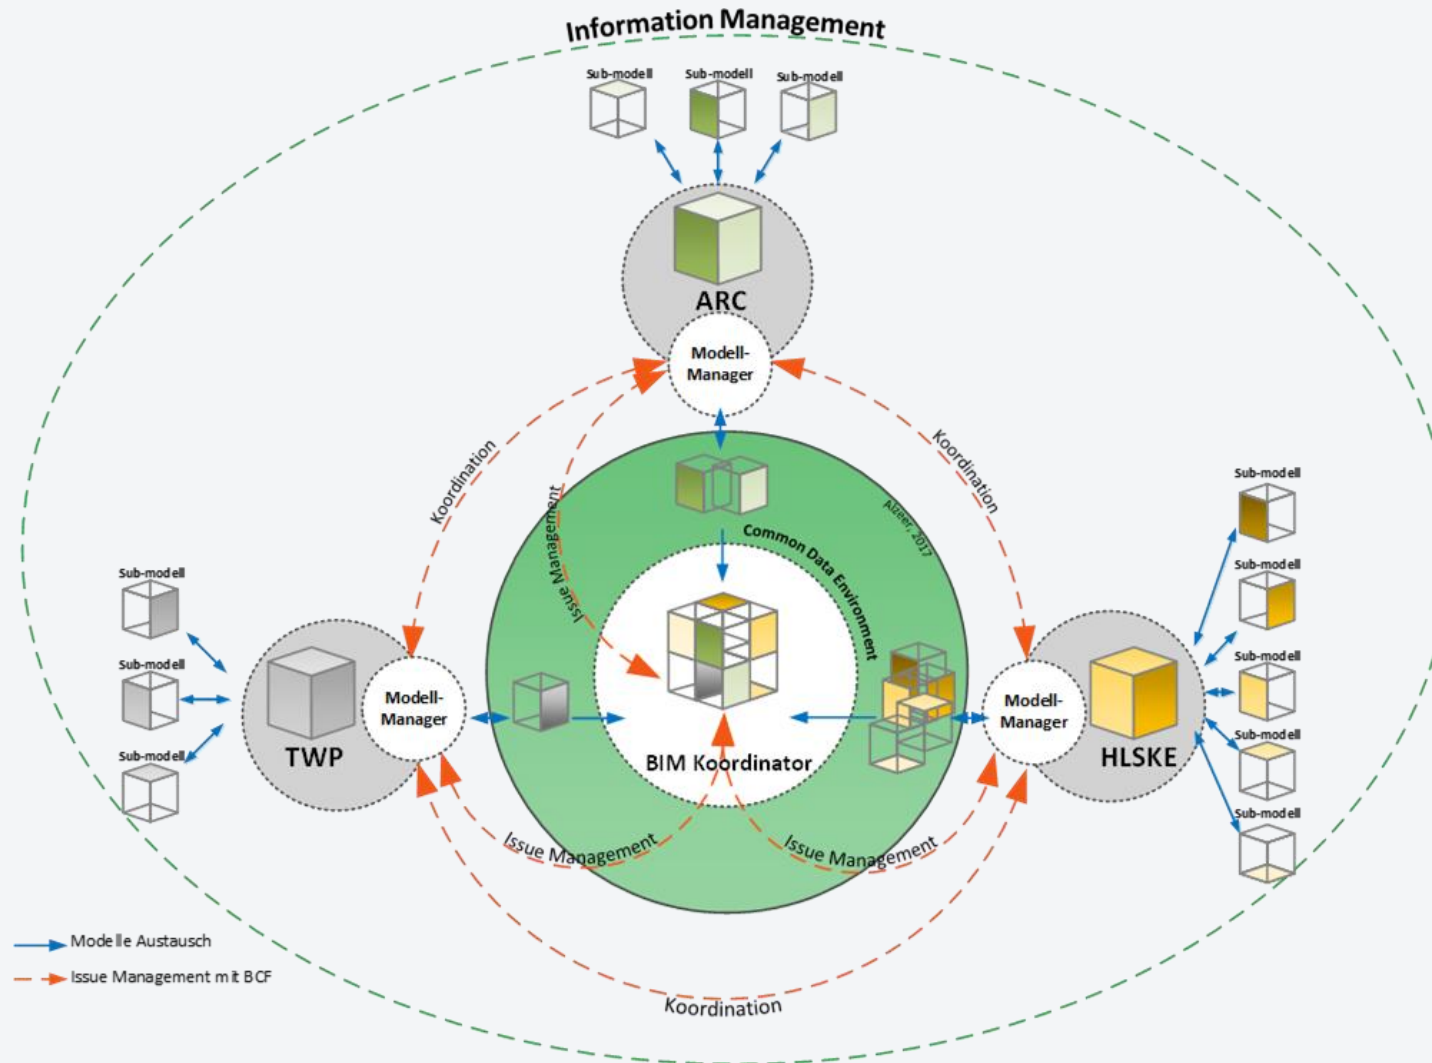 Information Management
Sub-modell
Sub-modell
Sub-modell
ARC
Modell-
Manager
Koordination
Koordination
Issue Management
Alzeer, 2017
Common Data Environment
Sub-modell
Sub-modell
Sub-modell
Sub-modell
Sub-modell
Sub-modell
Sub-modell
Sub-modell
TWP
Modell-
Manager
BIM Koordinator
Modell-
Manager
HLSKE
Issue Management
Issue Management
Modelle Austausch
Issue Management mit BCF
Koordination